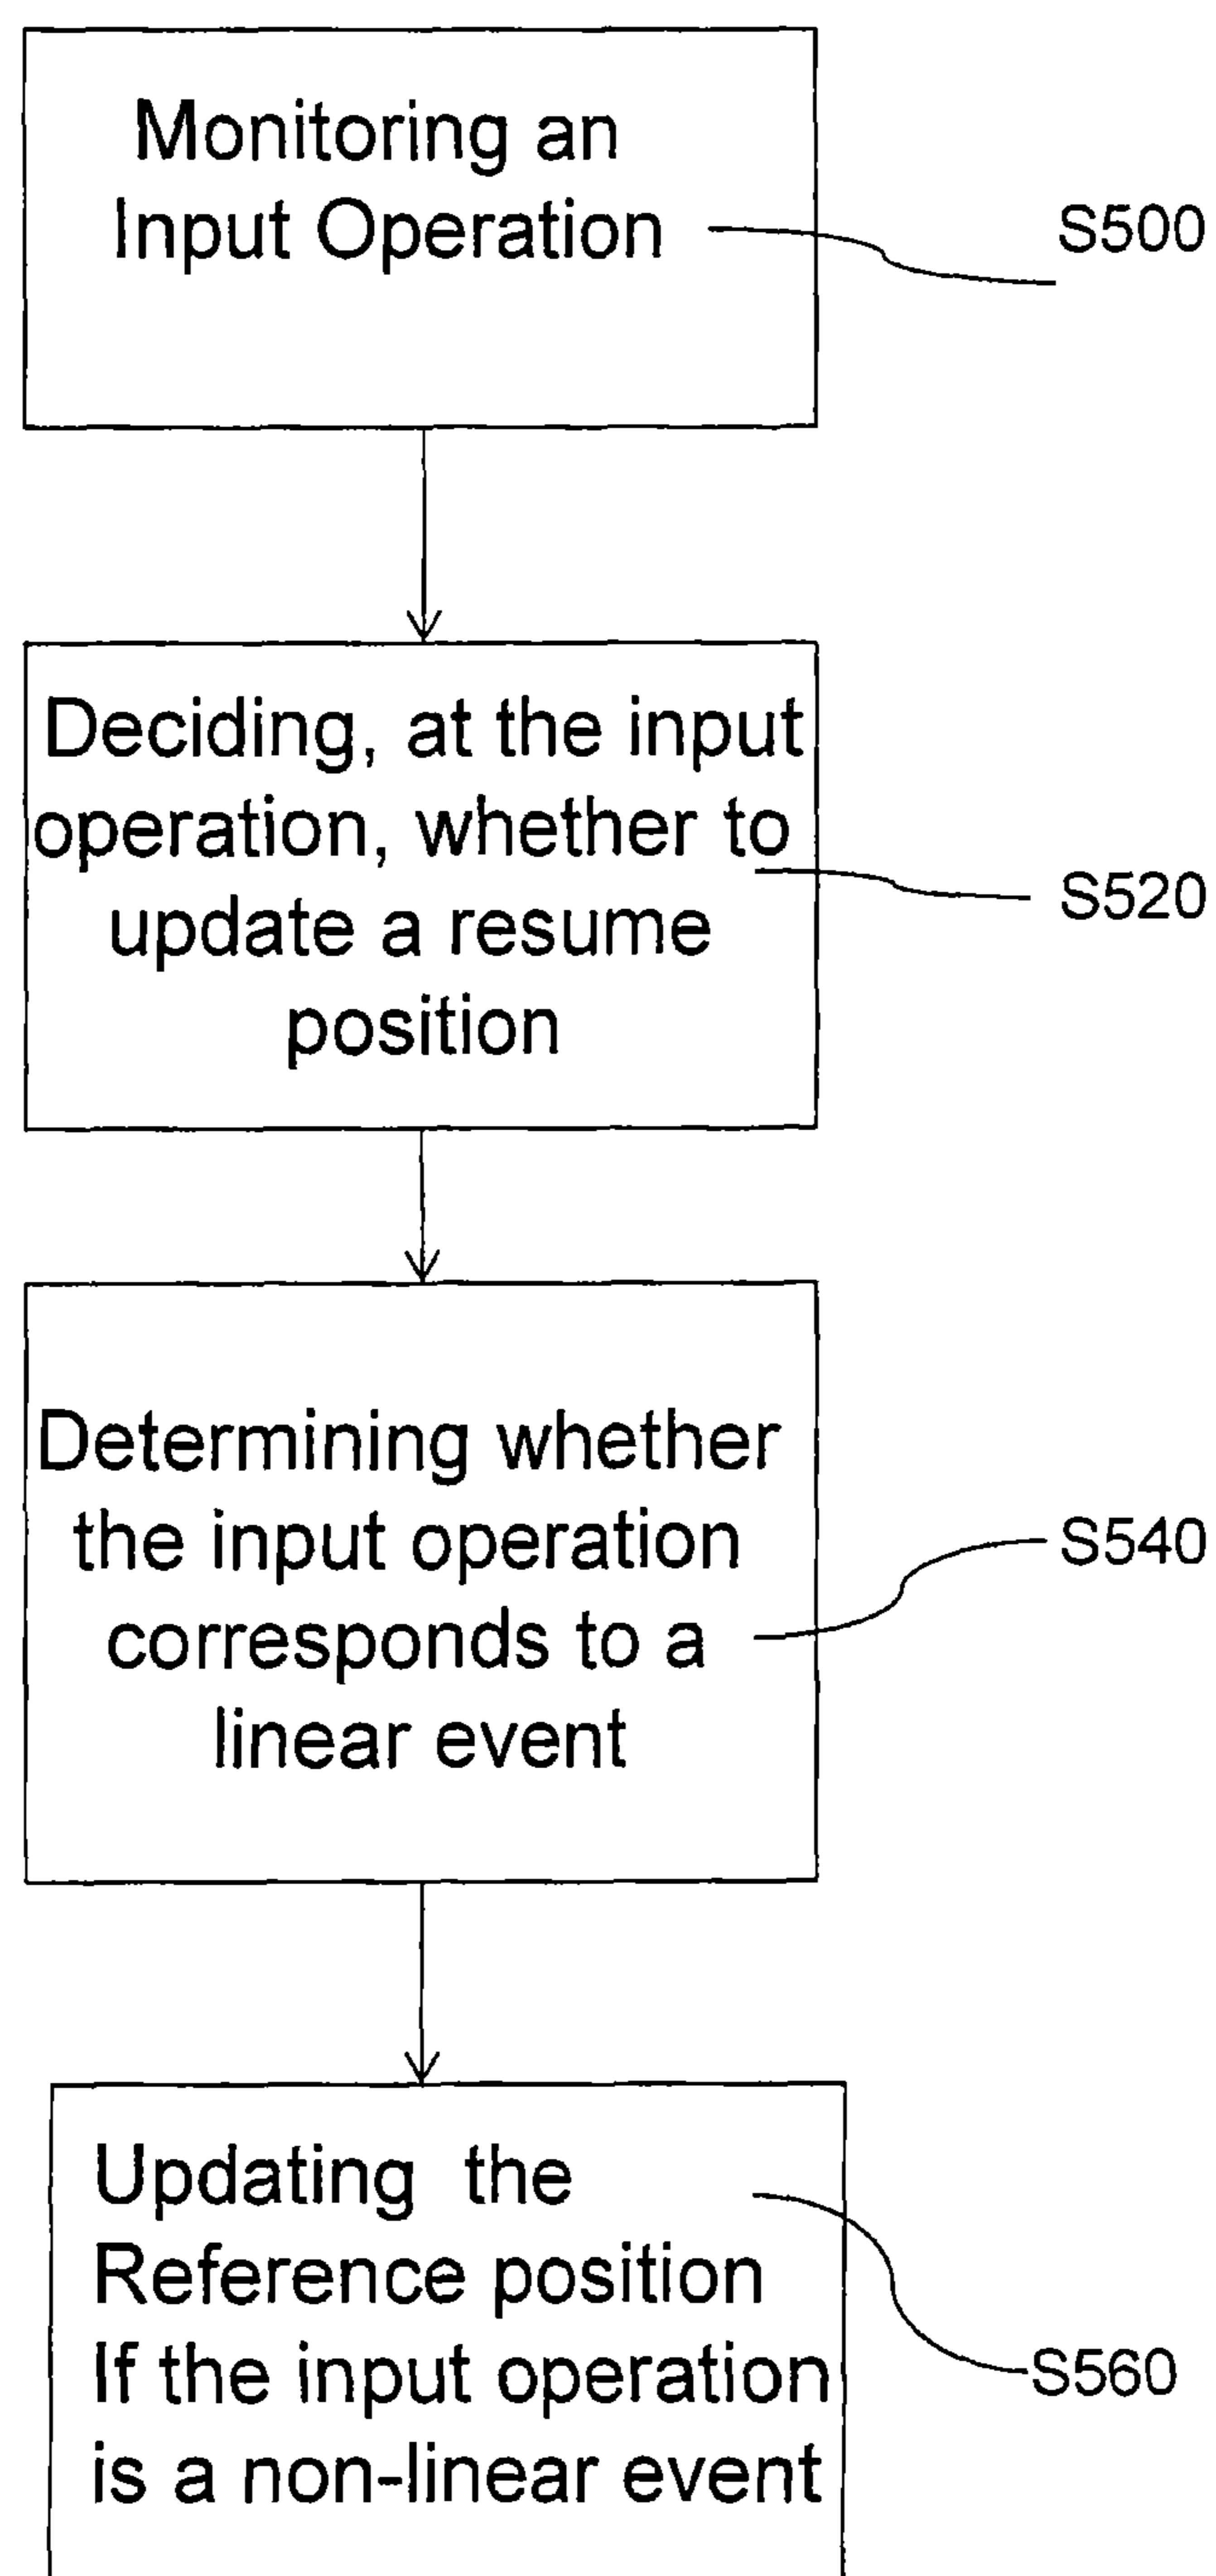 Monitoring an
Input Operation
S500
Deciding, at the input
operation, whether to
update a resume
position
S520
Determining whether
the input operation
corresponds to a
linear event
S540
Updating the
Reference position
If the input operation
is a non-linear event
S560